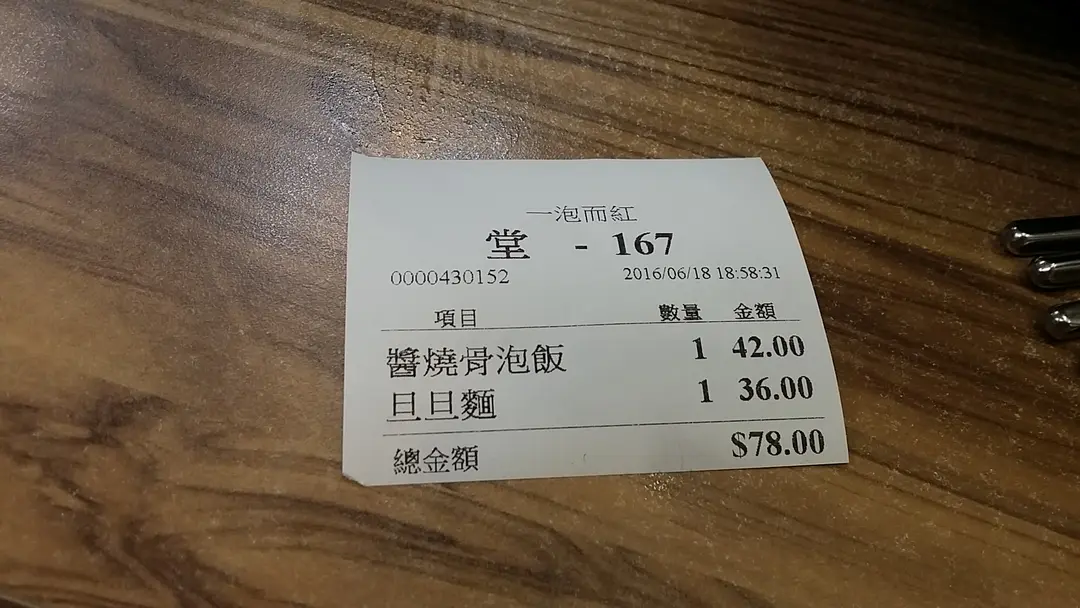 一泡而紅
堂 - 167
0000430152 2016/06/18 18:58:31
項目 數量 金額
醬燒骨泡飯 1 42.00
旦旦麵 1 36.00
總金額 $78.00